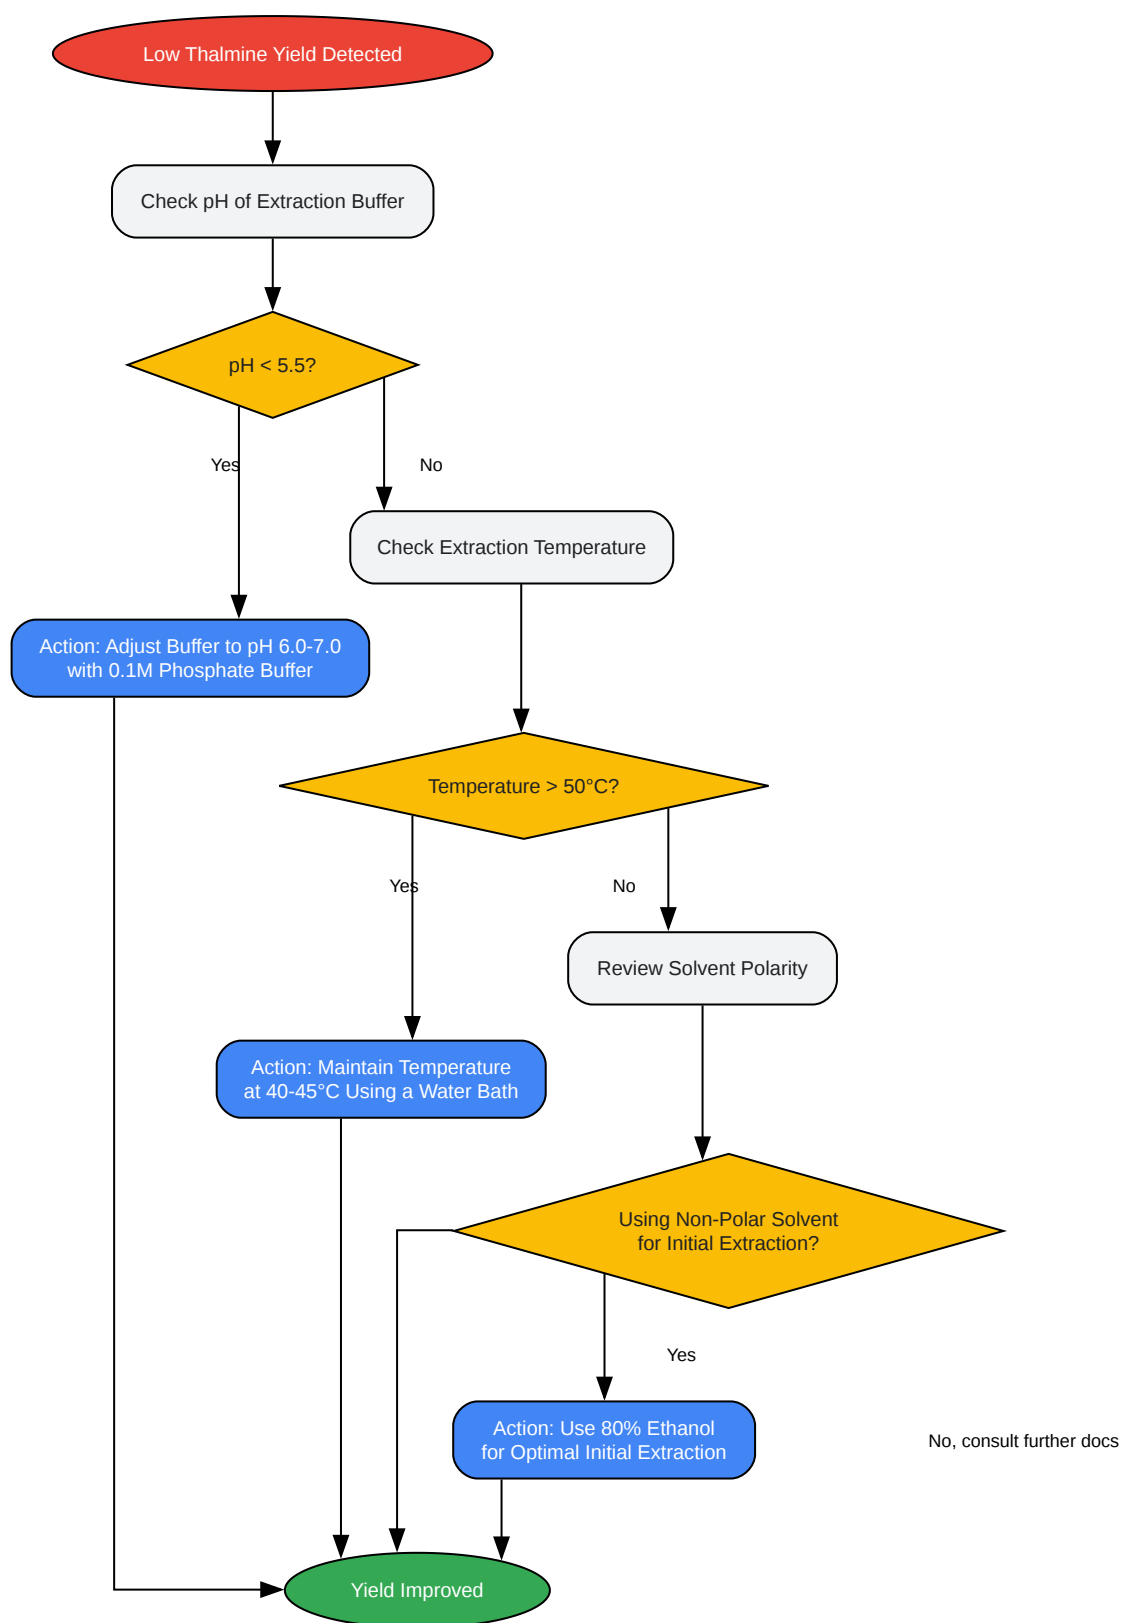 Low Thalmine Yield Detected
Check pH of Extraction Buffer
pH < 5.5?
Yes
No
Check Extraction Temperature
Action: Adjust Buffer to pH 6.0-7.0
with 0.1M Phosphate Buffer
Temperature > 50°C?
Yes
No
Review Solvent Polarity
Action: Maintain Temperature
at 40-45°C Using a Water Bath
Using Non-Polar Solvent
for Initial Extraction?
Yes
Action: Use 80% Ethanol
for Optimal Initial Extraction
No, consult further docs
Yield Improved